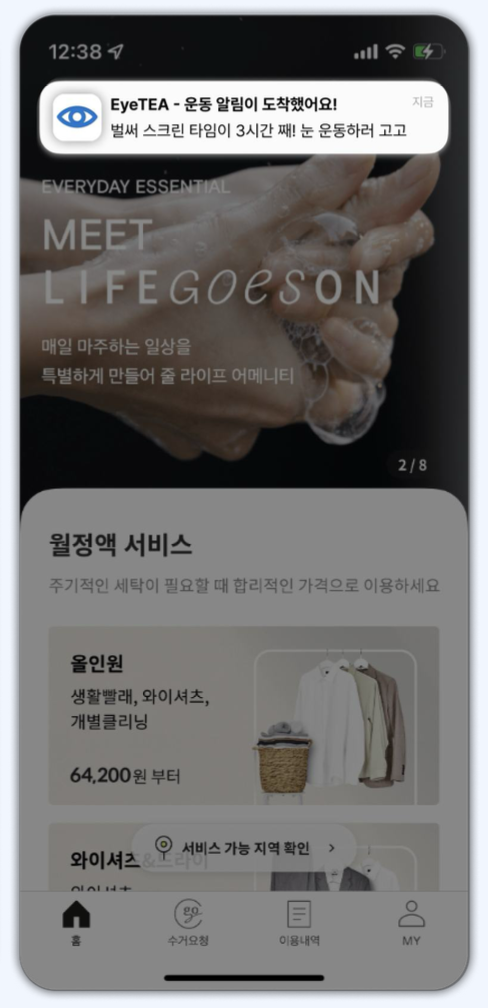 12:38
EyeTEA - 운동 알림이 도착했어요!
지금
벌써 스크린 타임이 3시간 째! 눈 운동하러 고고
EVERYDAY ESSENTIAL
MEET
LIFEGoesON
매일 마주하는 일상을
특별하게 만들어 줄 라이프 어메니티
2 / 8
월정액 서비스
주기적인 세탁이 필요할 때 합리적인 가격으로 이용하세요
올인원
생활빨래, 와이셔츠,
개별클리닝
64,200원 부터
와이셔츠&드라이
서비스 가능 지역 확인 >
홈
수거요청
이용내역
MY